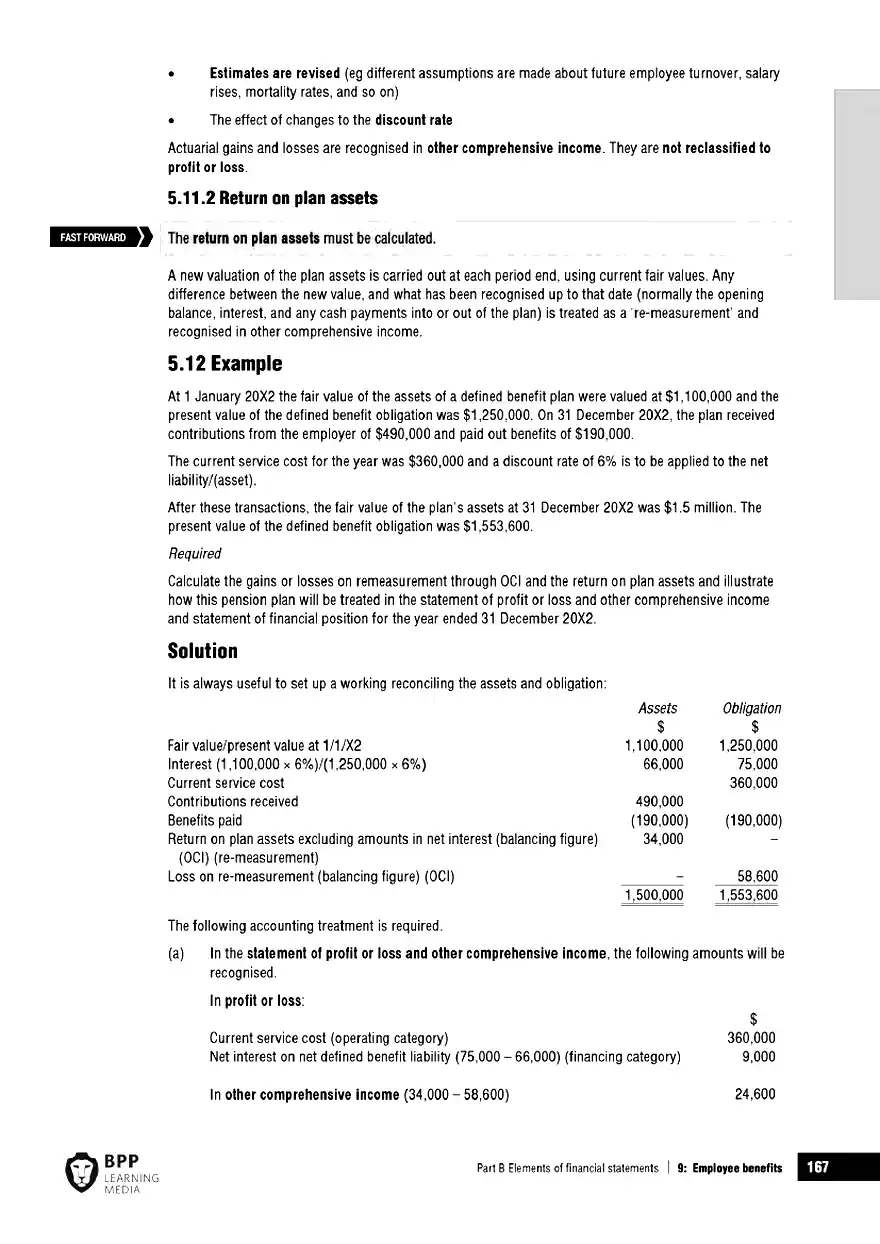 • Estimates are revised (eg different assumptions are made about future employee turnover, salary
rises, mortality rates, and so on)
• The effect of changes to the discount rate
Actuarial gains and losses are recognised in other comprehensive income. They are not reclassified to
profit or loss.
5.11.2 Return on plan assets
FAST FORWARD
The return on plan assets must be calculated.
A new valuation of the plan assets is carried out at each period end, using current fair values. Any
difference between the new value, and what has been recognised up to that date (normally the opening
balance, interest, and any cash payments into or out of the plan) is treated as a 're-measurement' and
recognised in other comprehensive income.
5.12 Example
At 1 January 20X2 the fair value of the assets of a defined benefit plan were valued at $1,100,000 and the
present value of the defined benefit obligation was $1,250,000. On 31 December 20X2, the plan received
contributions from the employer of $490,000 and paid out benefits of $190,000.
The current service cost for the year was $360,000 and a discount rate of 6% is to be applied to the net
liability/(asset).
After these transactions, the fair value of the plan's assets at 31 December 20X2 was $1.5 million. The
present value of the defined benefit obligation was $1,553,600.
Required
Calculate the gains or losses on remeasurement through OCI and the return on plan assets and illustrate
how this pension plan will be treated in the statement of profit or loss and other comprehensive income
and statement of financial position for the year ended 31 December 20X2.
Solution
It is always useful to set up a working reconciling the assets and obligation:
Assets Obligation
$ $
Fair value/present value at 1/1/X2 1,100,000 1,250,000
Interest (1,100,000 × 6%)/(1,250,000 × 6%) 66,000 75,000
Current service cost 360,000
Contributions received 490,000
Benefits paid (190,000) (190,000)
Return on plan assets excluding amounts in net interest (balancing figure) 34,000 –
(OCI) (re-measurement)
Loss on re-measurement (balancing figure) (OCI) – 58,600
1,500,000 1,553,600
The following accounting treatment is required.
(a) In the statement of profit or loss and other comprehensive income, the following amounts will be
recognised.
In profit or loss:
$
Current service cost (operating category) 360,000
Net interest on net defined benefit liability (75,000 – 66,000) (financing category) 9,000
In other comprehensive income (34,000 – 58,600) 24,600
BPP
LEARNING
MEDIA
Part B Elements of financial statements | 9: Employee benefits 167